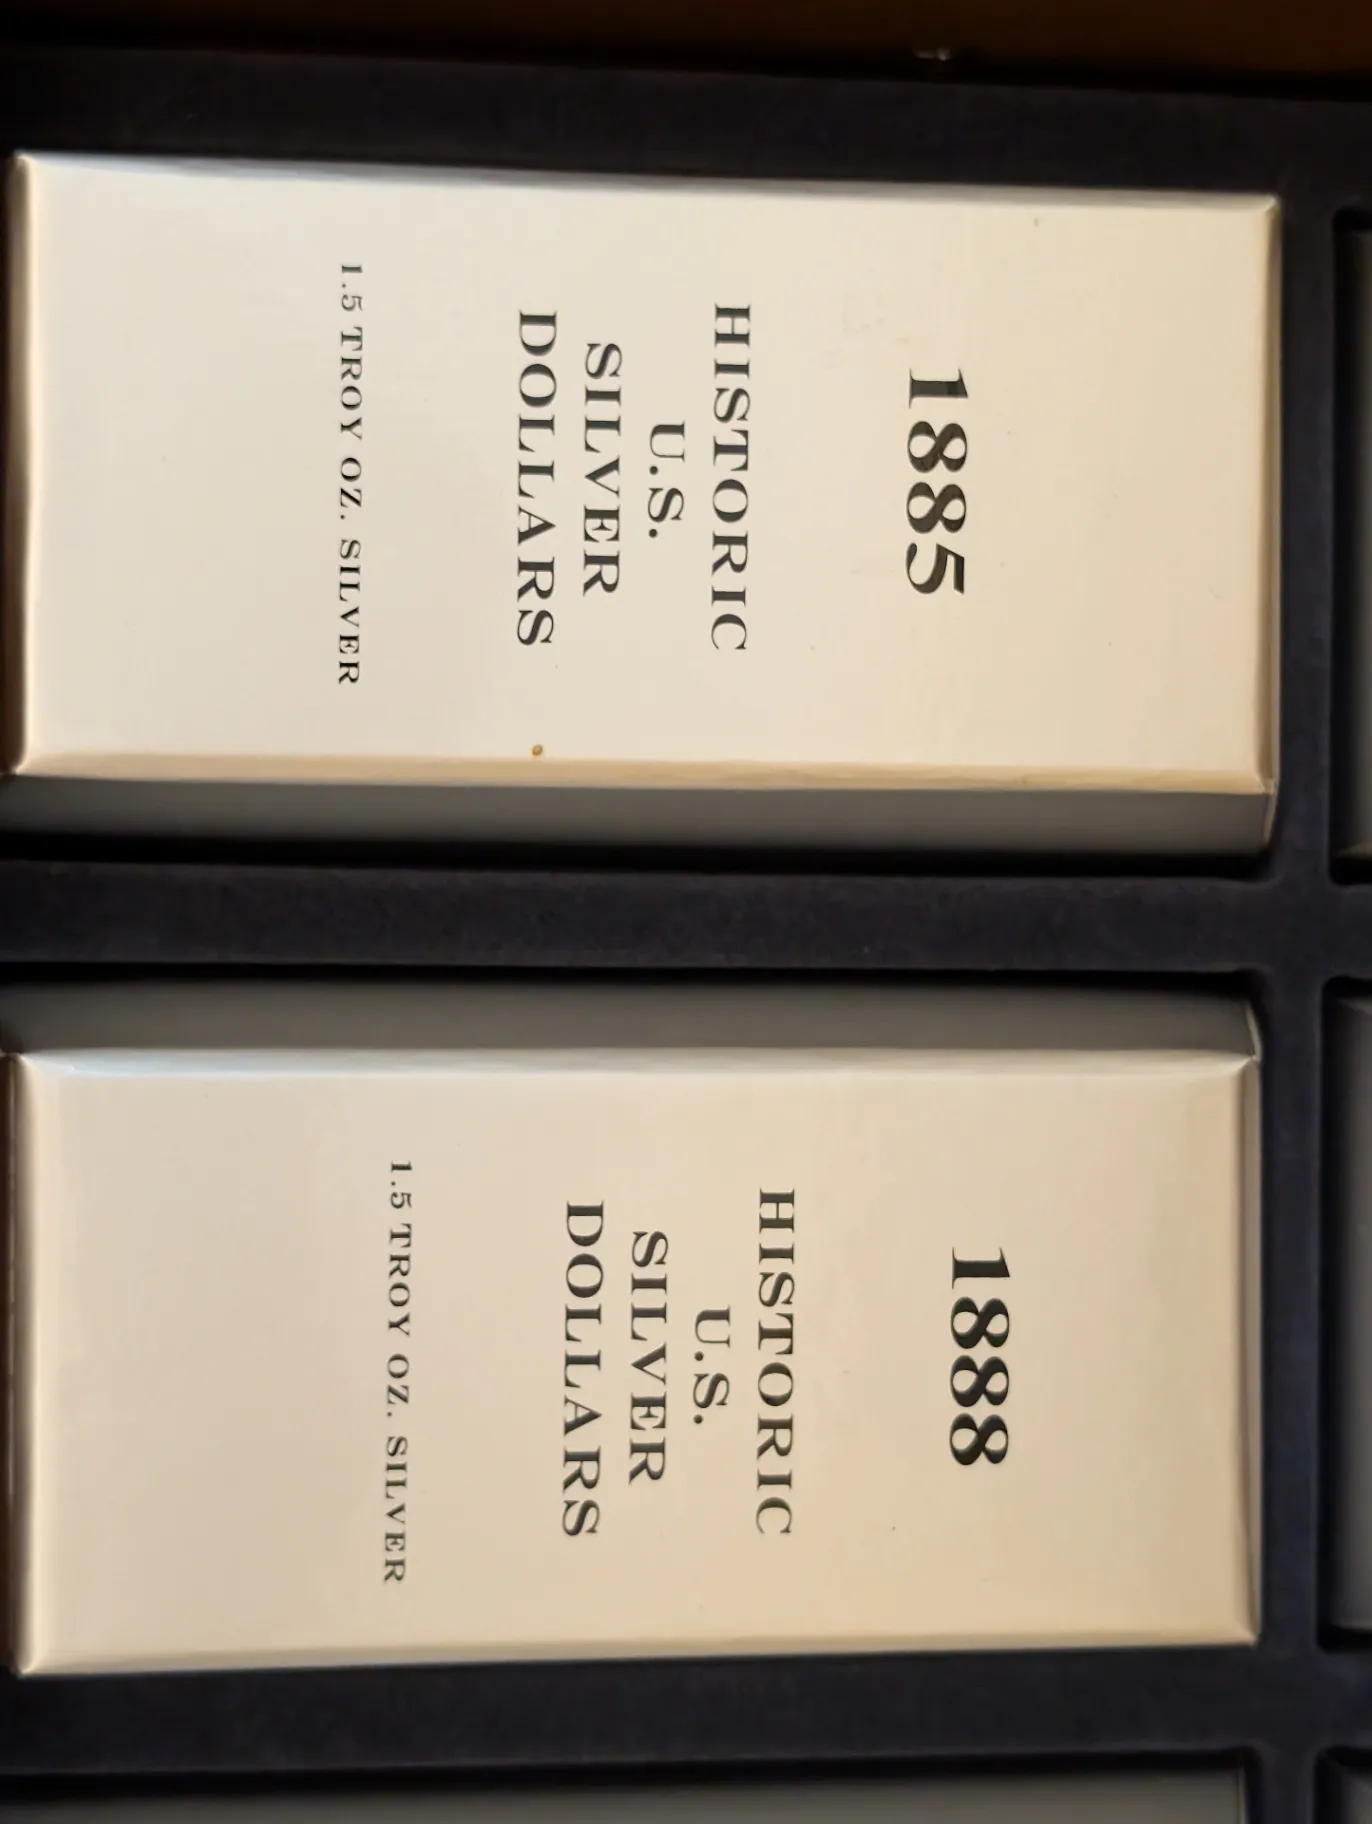 1885
HISTORIC
U.S.
SILVER
DOLLARS
1.5 TROY OZ. SILVER
1888
HISTORIC
U.S.
SILVER
DOLLARS
1.5 TROY OZ. SILVER